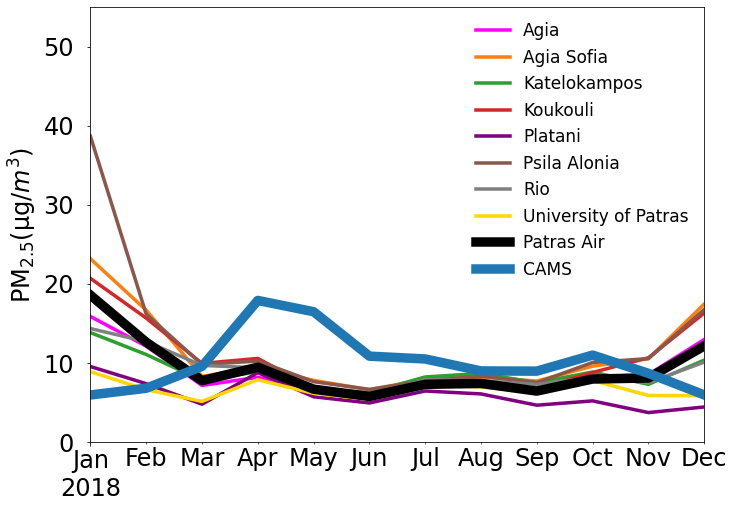 PM2.5(µg/m3)
50
40
30
20
10
0
Agia
Agia Sofia
Katelokampos
Koukouli
Platani
Psila Alonia
Rio
University of Patras
Patras Air
CAMS
Jan Feb Mar Apr May Jun Jul Aug Sep Oct Nov Dec
2018